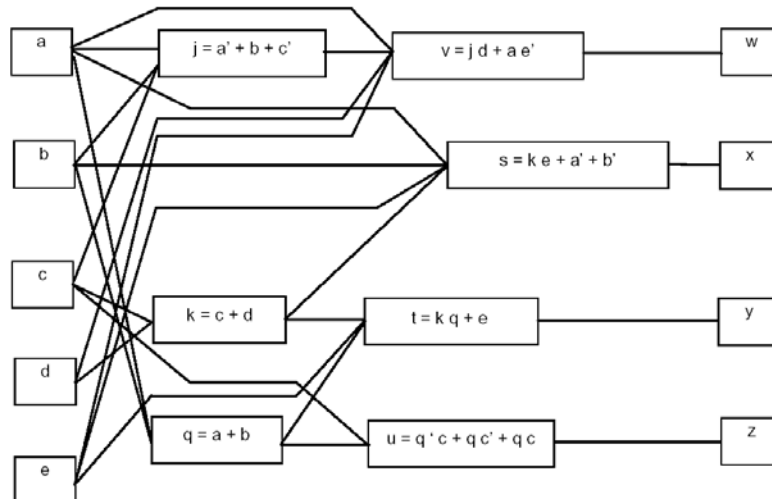 a
j = a' + b + c'
v = j d + a e'
w
b
s = k e + a' + b'
x
c
k = c + d
t = k q + e
y
d
q = a + b
u = q ' c + q c' + q c
z
e